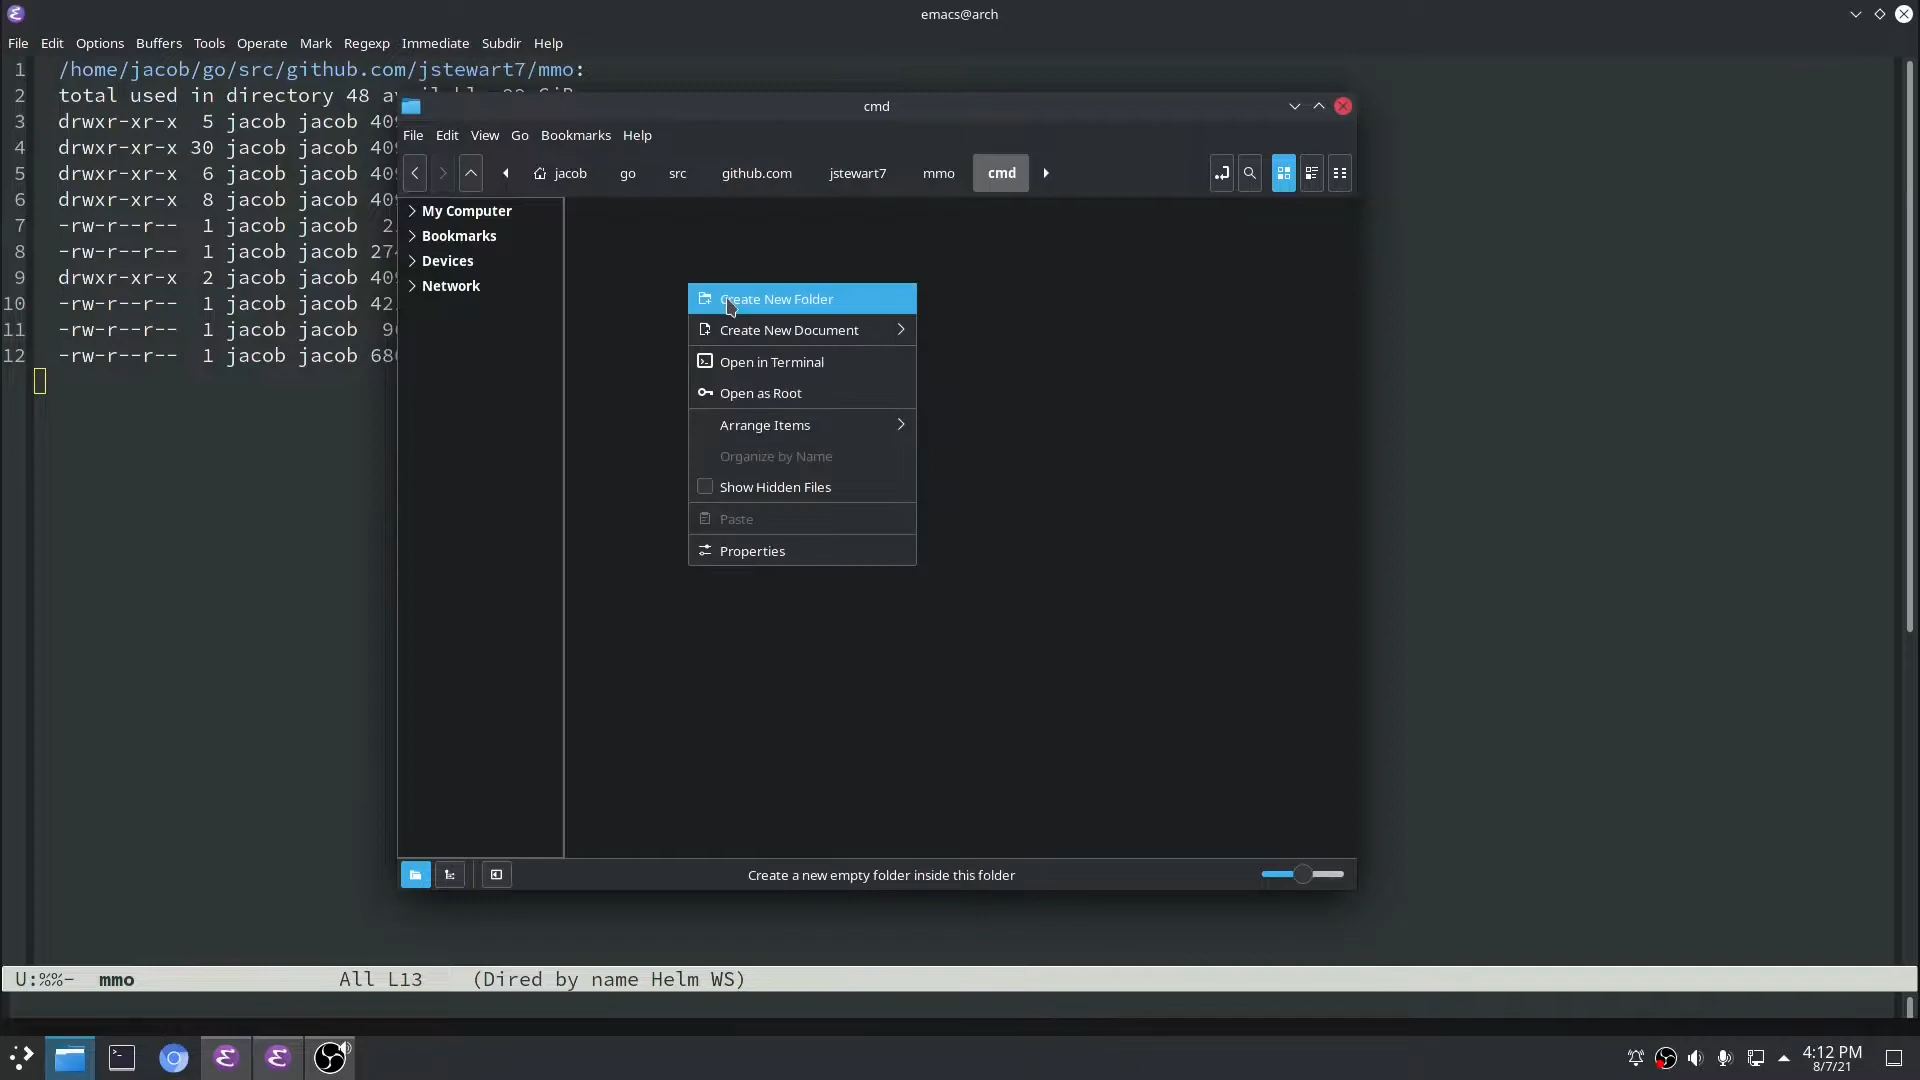 emacs@arch
File Edit Options Buffers Tools Operate Mark Regexp Immediate Subdir Help
1 /home/jacob/go/src/github.com/jstewart7/mmo:
2 total used in directory 48
3 drwxr-xr-x 5 jacob jacob
4 drwxr-xr-x 30 jacob jacob
5 drwxr-xr-x 6 jacob jacob
6 drwxr-xr-x 8 jacob jacob
7 -rw-r--r-- 1 jacob jacob
8 -rw-r--r-- 1 jacob jacob
9 drwxr-xr-x 2 jacob jacob
10 -rw-r--r-- 1 jacob jacob
11 -rw-r--r-- 1 jacob jacob
12 -rw-r--r-- 1 jacob jacob
cmd
File Edit View Go Bookmarks Help
jacob go src github.com jstewart7 mmo cmd
My Computer
Bookmarks
Devices
Network
Create New Folder
Create New Document
Open in Terminal
Open as Root
Arrange Items
Organize by Name
Show Hidden Files
Paste
Properties
Create a new empty folder inside this folder
U:%%- mmo All L13 (Dired by name Helm WS)
4:12 PM
8/7/21